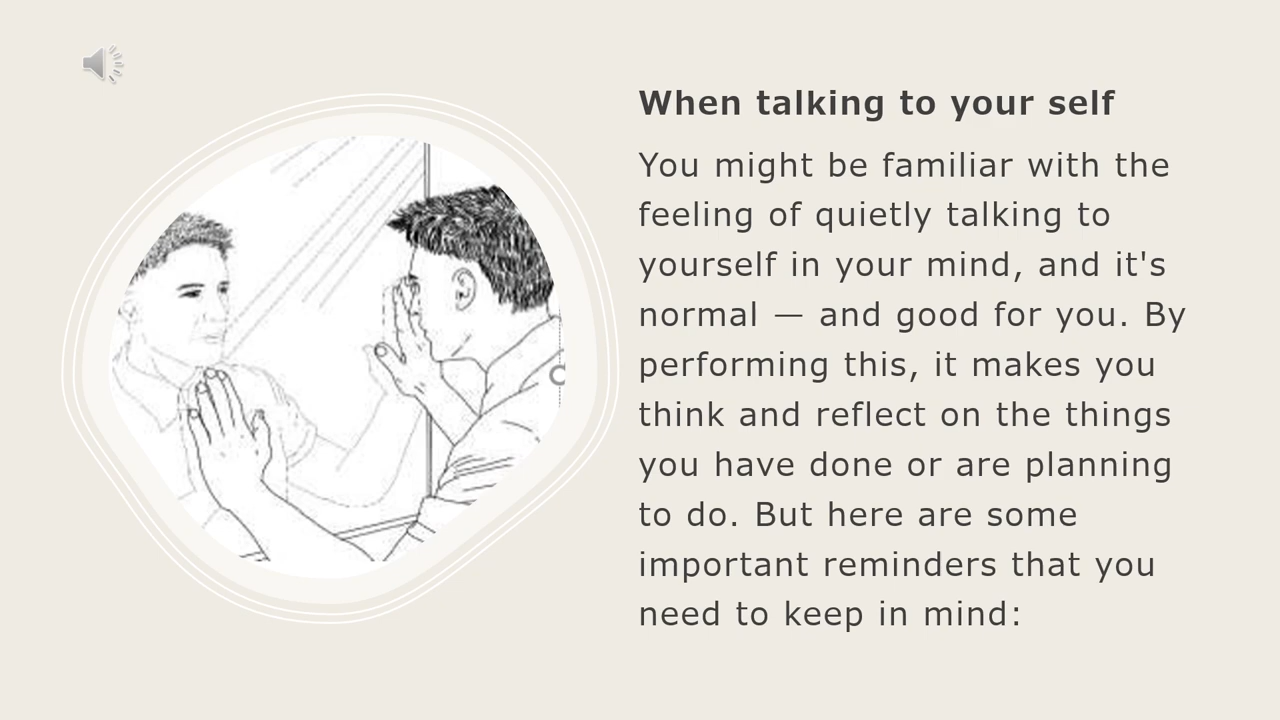 When talking to your self
You might be familiar with the
feeling of quietly talking to
yourself in your mind, and it's
normal — and good for you. By
performing this, it makes you
think and reflect on the things
you have done or are planning
to do. But here are some
important reminders that you
need to keep in mind: